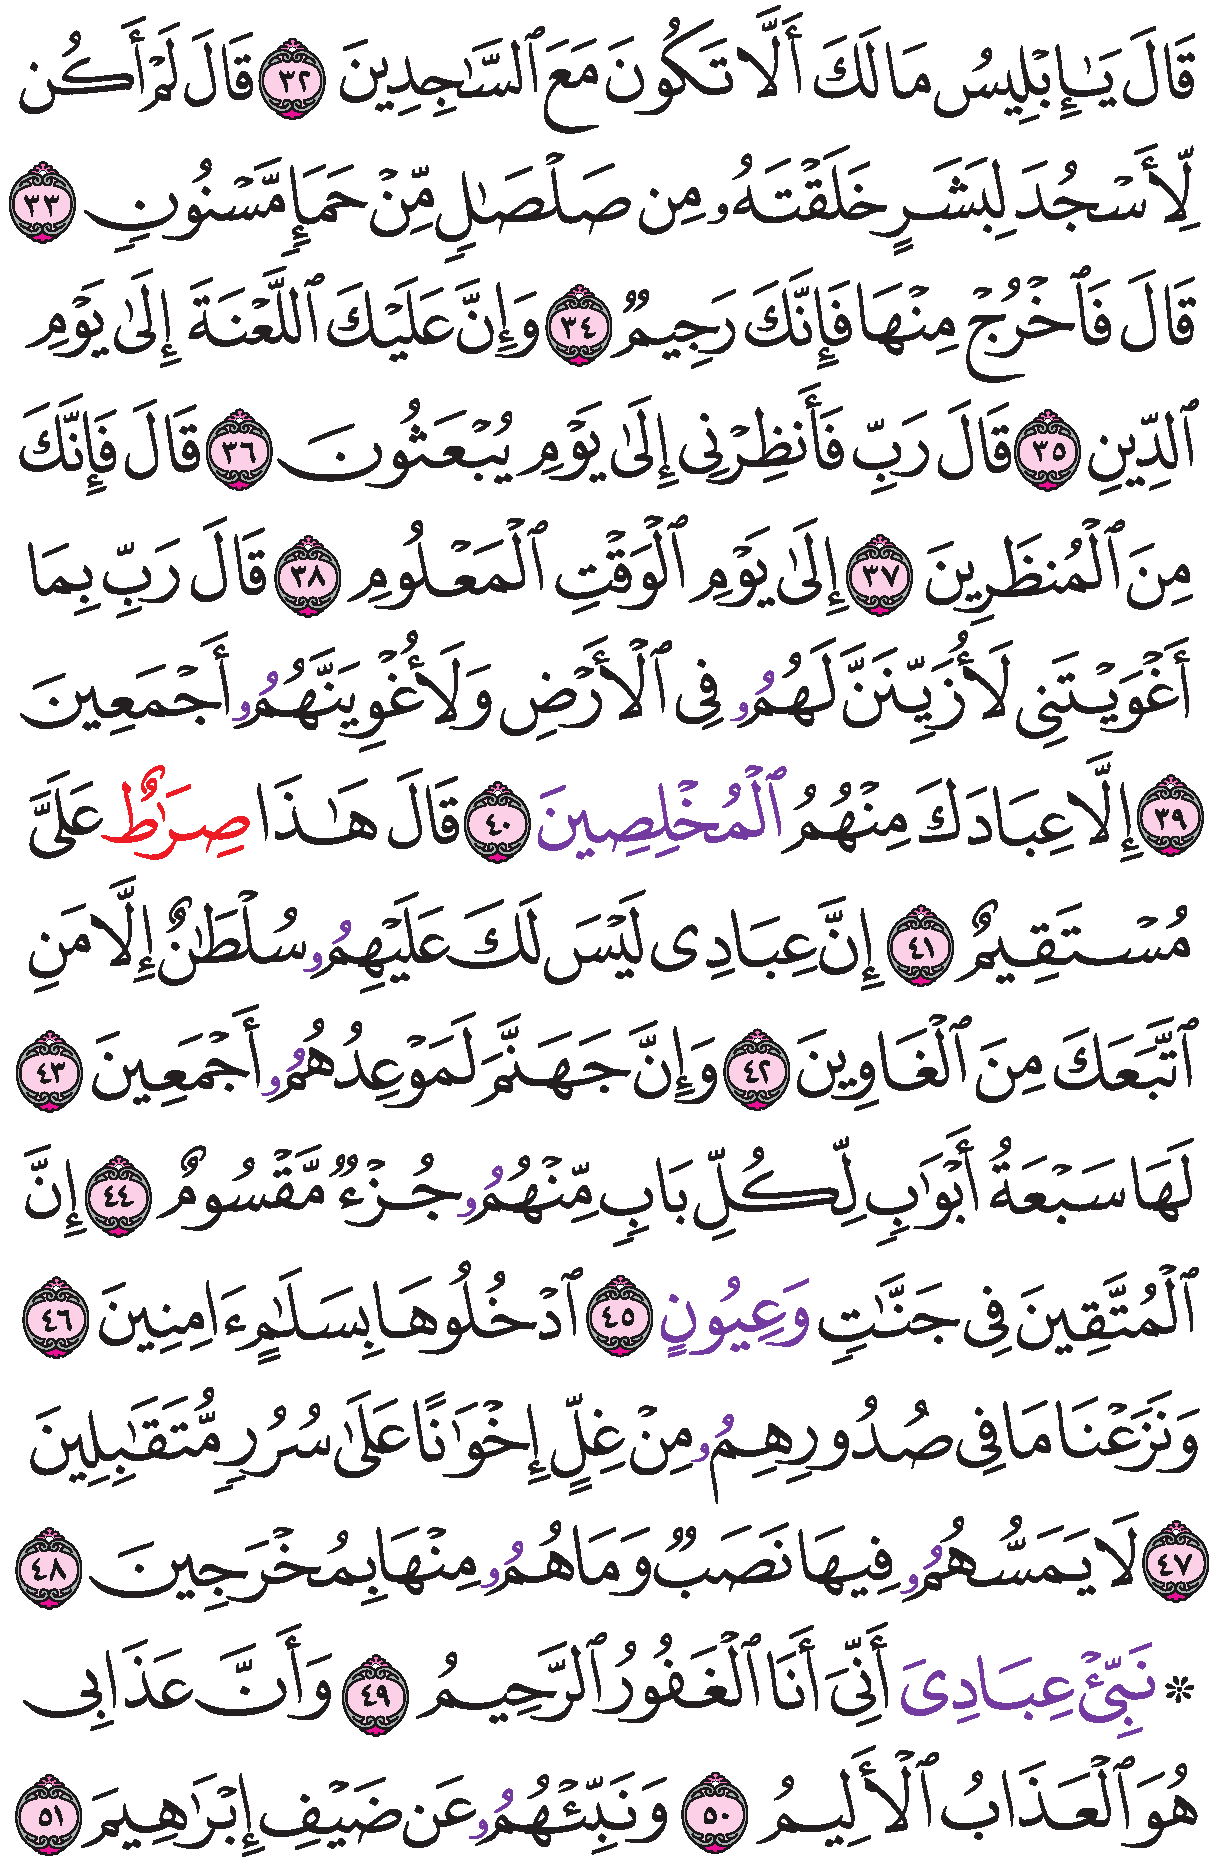 قَالَ يَـٰٓإِبْلِيسُ مَا لَكَ أَلَّا تَكُونَ مَعَ ٱلسَّـٰجِدِينَ ٣٢ قَالَ لَمْ أَكُن
لِّأَسْجُدَ لِبَشَرٍ خَلَقْتَهُۥ مِن صَلْصَـٰلٍ مِّنْ حَمَإٍ مَّسْنُونٍ ٣٣
قَالَ فَٱخْرُجْ مِنْهَا فَإِنَّكَ رَجِيمٌ ٣٤ وَإِنَّ عَلَيْكَ ٱللَّعْنَةَ إِلَىٰ يَوْمِ
ٱلدِّينِ ٣٥ قَالَ رَبِّ فَأَنظِرْنِى إِلَىٰ يَوْمِ يُبْعَثُونَ ٣٦ قَالَ فَإِنَّكَ
مِنَ ٱلْمُنظَرِينَ ٣٧ إِلَىٰ يَوْمِ ٱلْوَقْتِ ٱلْمَعْلُومِ ٣٨ قَالَ رَبِّ بِمَا
أَغْوَيْتَنِى لَأُزَيِّنَنَّ لَهُمُۥ فِى ٱلْأَرْضِ وَلَأُغْوِيَنَّهُمُۥ أَجْمَعِينَ
٣٩ إِلَّا عِبَادَكَ مِنْهُمُ ٱلْمُخْلِصِينَ ٤٠ قَالَ هَـٰذَا صِرَٰطٌ عَلَىَّ
مُسْتَقِيمٌ ٤١ إِنَّ عِبَادِى لَيْسَ لَكَ عَلَيْهِمُۥ سُلْطَـٰنٌ إِلَّا مَنِ
ٱتَّبَعَكَ مِنَ ٱلْغَاوِينَ ٤٢ وَإِنَّ جَهَنَّمَ لَمَوْعِدُهُمُۥ أَجْمَعِينَ ٤٣
لَهَا سَبْعَةُ أَبْوَٰبٍ لِّكُلِّ بَابٍ مِّنْهُمُۥ جُزْءٌ مَّقْسُومٌ ٤٤ إِنَّ
ٱلْمُتَّقِينَ فِى جَنَّـٰتٍ وَعِيُونٍ ٤٥ ٱدْخُلُوهَا بِسَلَـٰمٍ ءَامِنِينَ ٤٦
وَنَزَعْنَا مَا فِى صُدُورِهِمُۥ مِنْ غِلٍّ إِخْوَٰنًا عَلَىٰ سُرُرٍ مُّتَقَـٰبِلِينَ
٤٧ لَا يَمَسُّهُمُۥ فِيهَا نَصَبٌ وَمَا هُمُۥ مِنْهَا بِمُخْرَجِينَ ٤٨
۞ نَبِّئْ عِبَادِىَ أَنِّىَ أَنَا ٱلْغَفُورُ ٱلرَّحِيمُ ٤٩ وَأَنَّ عَذَابِى
هُوَ ٱلْعَذَابُ ٱلْأَلِيمُ ٥٠ وَنَبِّئْهُمُۥ عَن ضَيْفِ إِبْرَٰهِيمَ ٥١